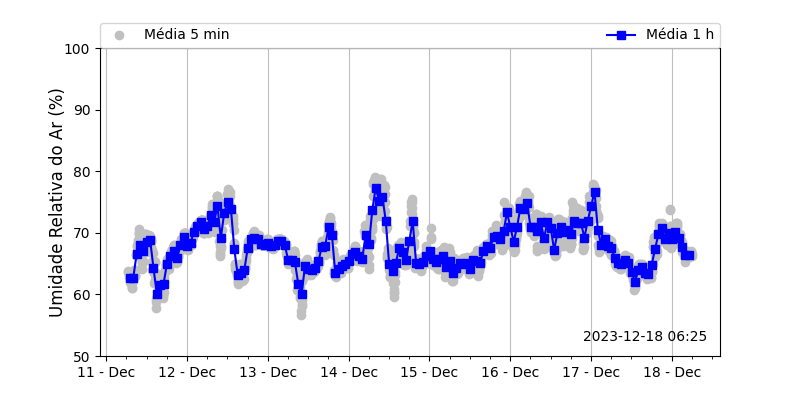 Média 5 min
Média 1 h
Umidade Relativa do Ar (%)
100
90
80
70
60
50
2023-12-18 06:25
11 - Dec
12 - Dec
13 - Dec
14 - Dec
15 - Dec
16 - Dec
17 - Dec
18 - Dec